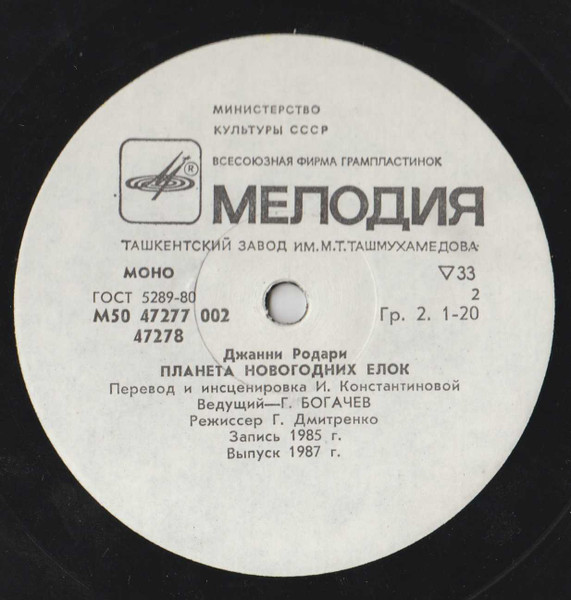 МИНИСТЕРСТВО
КУЛЬТУРЫ СССР
ВСЕСОЮЗНАЯ ФИРМА ГРАМПЛАСТИНОК
®
МЕЛОДИЯ
ТАШКЕНТСКИЙ ЗАВОД ИМ.М.Т.ТАШМУХАМЕДОВА
МОНО ▽33
ГОСТ 5289-80 2
М50 47277 002 Гр. 2. 1-20
47278
Джанни Родари
ПЛАНЕТА НОВОГОДНИХ ЕЛОК
Перевод и инсценировка И. Константиновой
Ведущий—Г. БОГАЧЕВ
Режиссер Г. Дмитренко
Запись 1985 г.
Выпуск 1987 г.